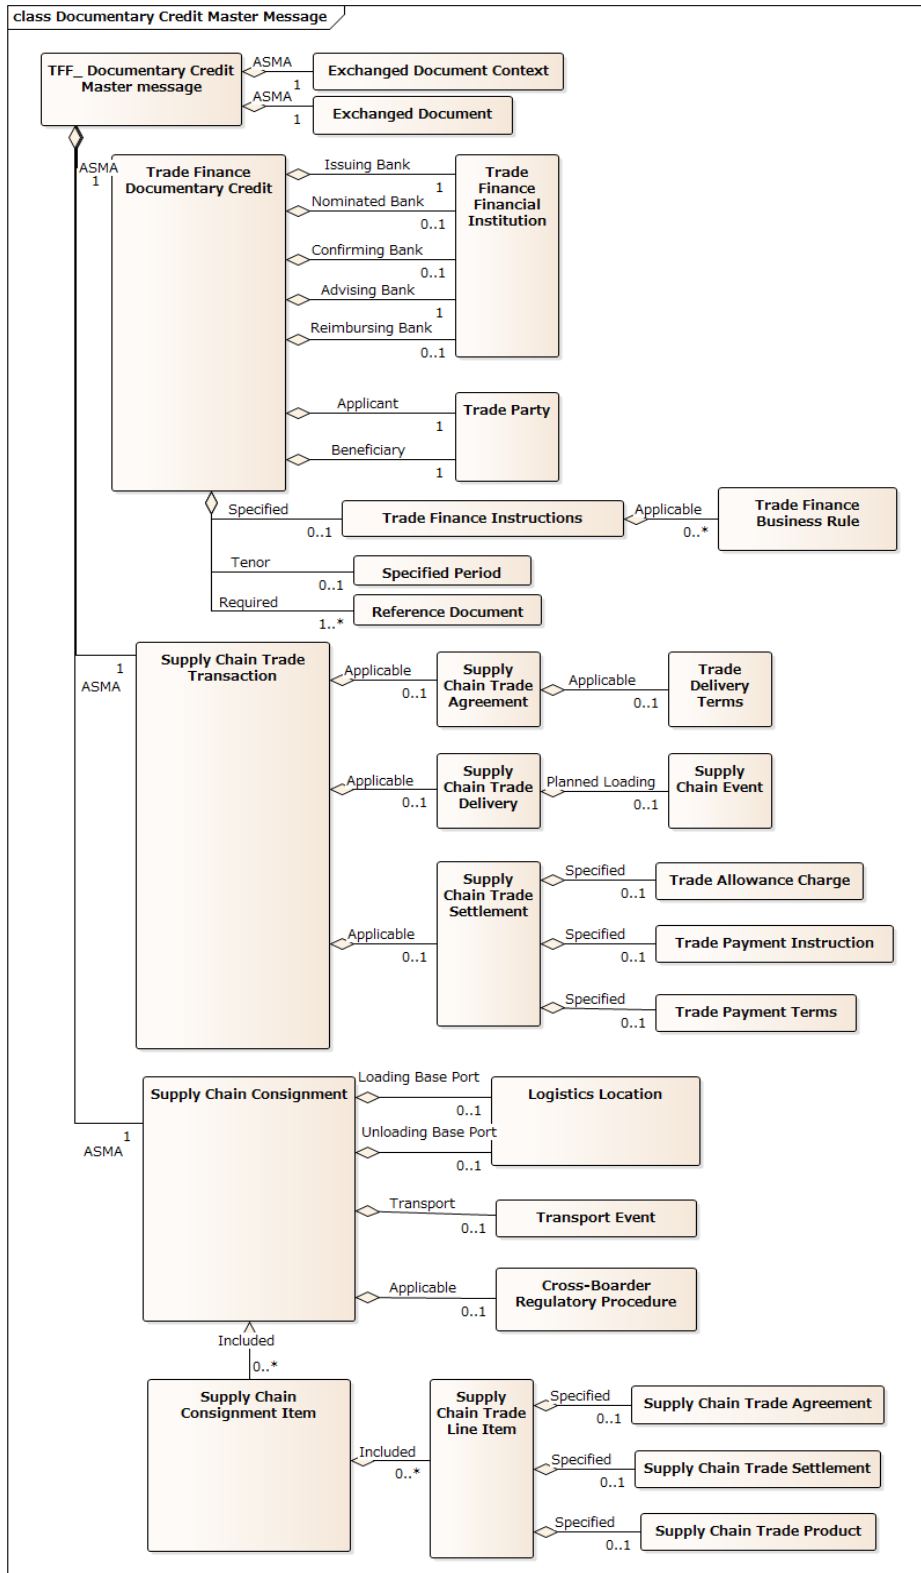 class Documentary Credit Master Message
TFF_ Documentary Credit
Master message
ASMA
1
Exchanged Document Context
ASMA
1
Exchanged Document
ASMA
1
Trade Finance
Documentary Credit
Issuing Bank
1
Nominated Bank
0..1
Confirming Bank
0..1
Advising Bank
1
Reimbursing Bank
0..1
Trade
Finance
Financial
Institution
Applicant
1
Beneficiary
1
Trade Party
Specified
0..1
Trade Finance Instructions
Applicable
0..*
Trade Finance
Business Rule
Tenor
0..1
Specified Period
Required
1..*
Reference Document
1
ASMA
Supply Chain Trade
Transaction
Applicable
0..1
Supply
Chain Trade
Agreement
Applicable
0..1
Trade
Delivery
Terms
Applicable
0..1
Supply
Chain Trade
Delivery
Planned Loading
0..1
Supply
Chain Event
Applicable
0..1
Supply
Chain Trade
Settlement
Specified
0..1
Trade Allowance Charge
Specified
0..1
Trade Payment Instruction
Specified
0..1
Trade Payment Terms
1
ASMA
Supply Chain Consignment
Loading Base Port
0..1
Unloading Base Port
0..1
Logistics Location
Transport
0..1
Transport Event
Applicable
0..1
Cross-Boarder
Regulatory Procedure
Included
0..*
Supply Chain
Consignment Item
Included
0..*
Supply
Chain Trade
Line Item
Specified
0..1
Supply Chain Trade Agreement
Specified
0..1
Supply Chain Trade Settlement
Specified
0..1
Supply Chain Trade Product